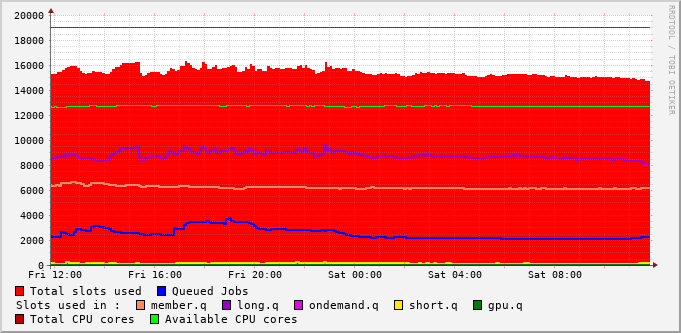 20000
18000
16000
14000
12000
10000
8000
6000
4000
2000
0
Fri 12:00 Fri 16:00 Fri 20:00 Sat 00:00 Sat 04:00 Sat 08:00
Total slots used Queued Jobs
Slots used in : member.q long.q ondemand.q short.q gpu.q
Total CPU cores Available CPU cores
RRDTOOL / TOBI OETIKER